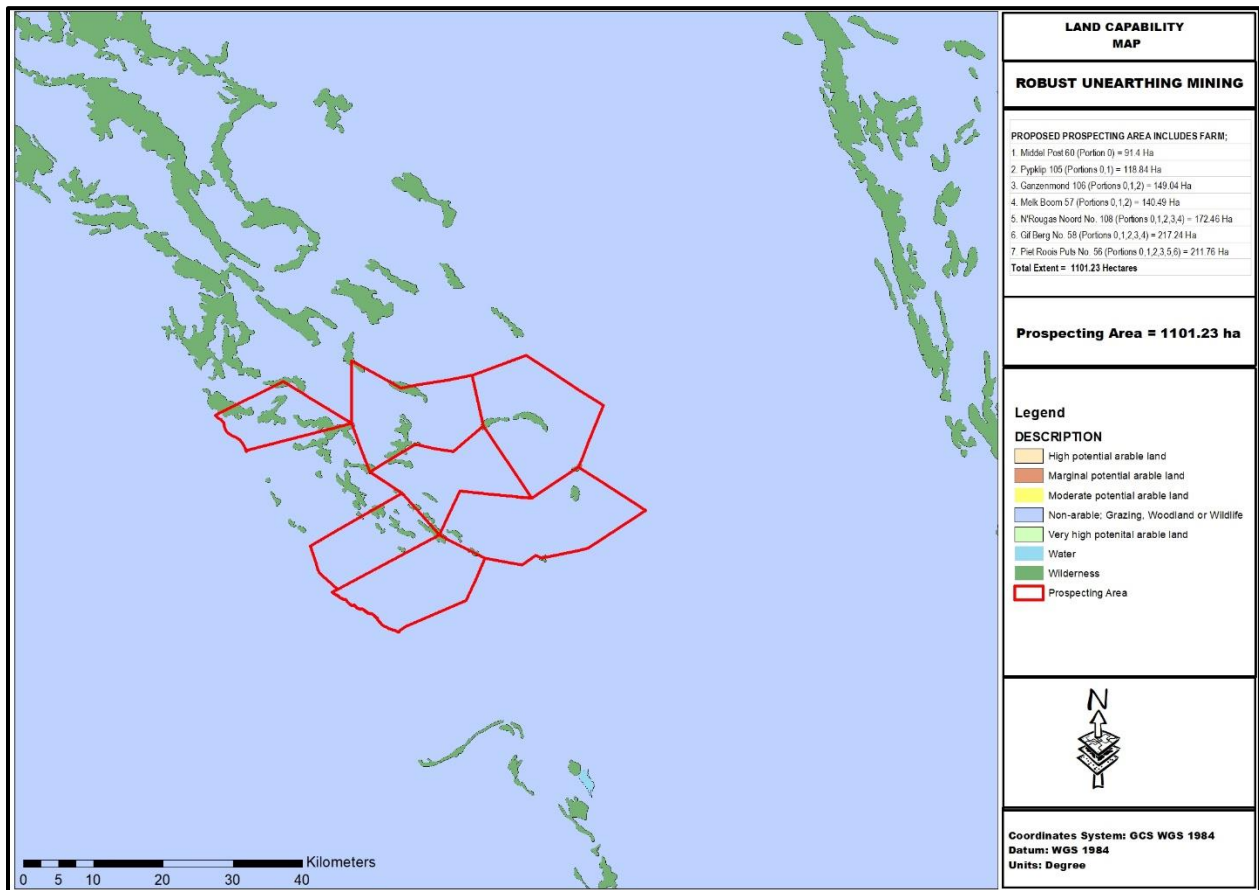 LAND CAPABILITY
MAP
ROBUST UNEARTHING MINING
PROPOSED PROSPECTING AREA INCLUDES FARM;
1. Middel Post 60 (Portion 0) = 91.4 Ha
2. Pypklip 105 (Portions 0,1) = 118.84 Ha
3. Ganzenmond 106 (Portions 0,1,2) = 149.04 Ha
4. Melk Boom 57 (Portions 0,1,2) = 140.49 Ha
5. N'Rougas Noord No. 108 (Portions 0,1,2,3,4) = 172.46 Ha
6. Gif Berg No. 58 (Portions 0,1,2,3,4) = 217.24 Ha
7. Piet Roois Puts No. 56 (Portions 0,1,2,3,5,6) = 211.76 Ha
Total Extent = 1101.23 Hectares
Prospecting Area = 1101.23 ha
Legend
DESCRIPTION
High potential arable land
Marginal potential arable land
Moderate potential arable land
Non-arable; Grazing, Woodland or Wildlife
Very high potenital arable land
Water
Wilderness
Prospecting Area
N
Coordinates System: GCS WGS 1984
Datum: WGS 1984
Units: Degree
Kilometers
0 5 10 20 30 40